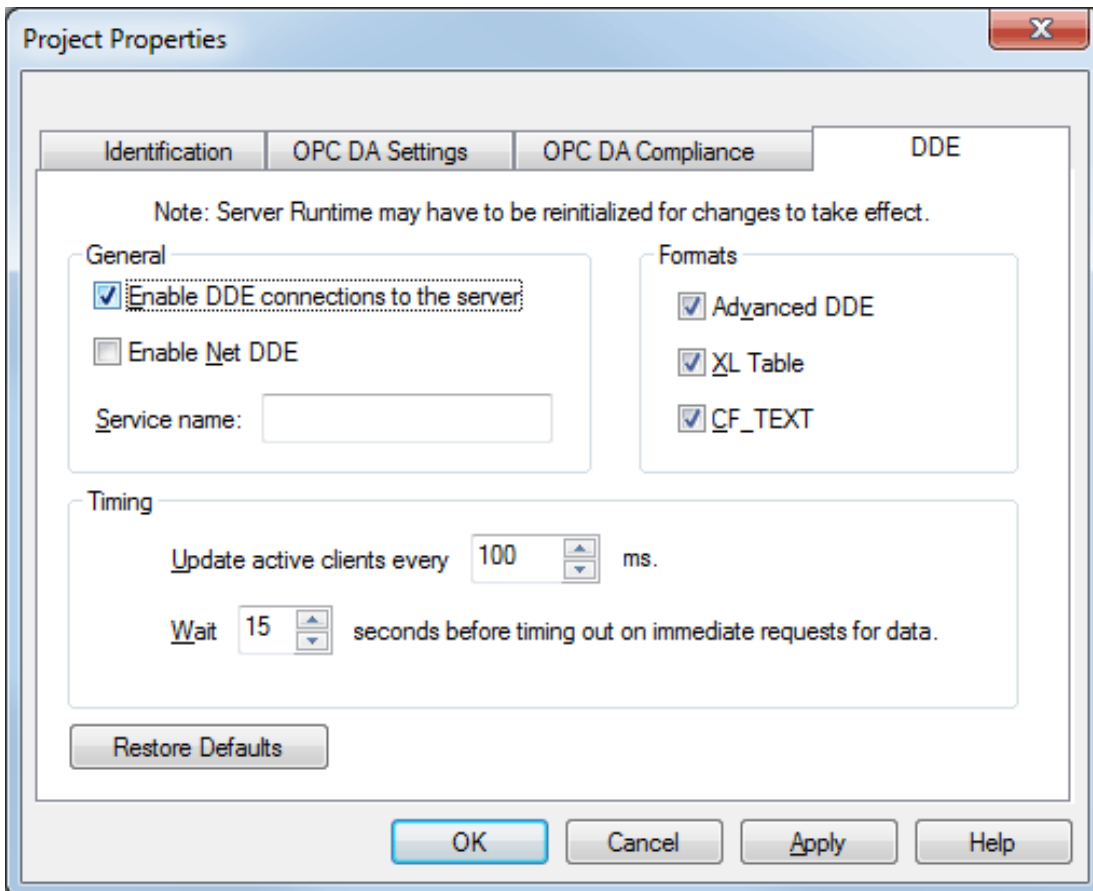 Project Properties
Identification OPC DA Settings OPC DA Compliance DDE
Note: Server Runtime may have to be reinitialized for changes to take effect.
General
Enable DDE connections to the server
Enable Net DDE
Service name:
Formats
Advanced DDE
XL Table
CF_TEXT
Timing
Update active clients every 100 ms.
Wait 15 seconds before timing out on immediate requests for data.
Restore Defaults
OK Cancel Apply Help